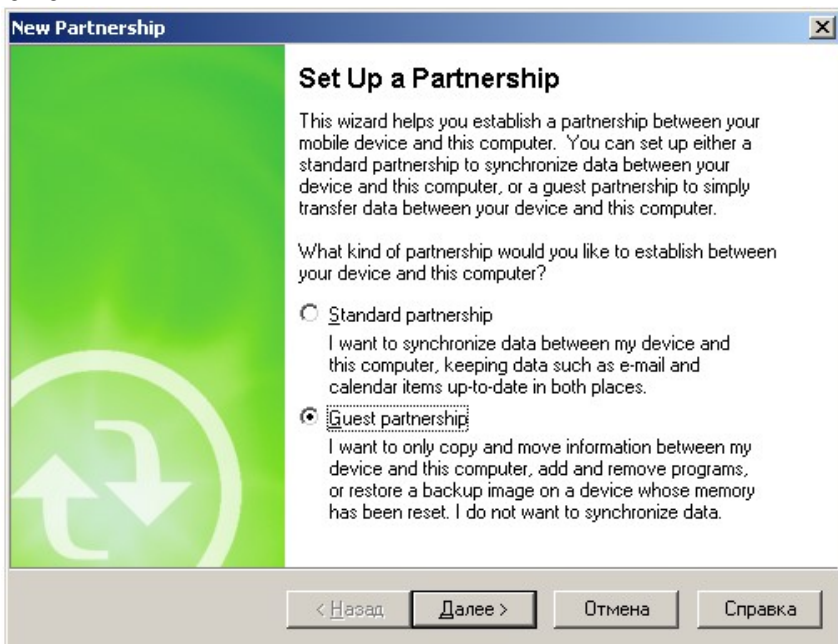 New Partnership
Set Up a Partnership
This wizard helps you establish a partnership between your
mobile device and this computer. You can set up either a
standard partnership to synchronize data between your
device and this computer, or a guest partnership to simply
transfer data between your device and this computer.
What kind of partnership would you like to establish between
your device and this computer?
Standard partnership
I want to synchronize data between my device and
this computer, keeping data such as e-mail and
calendar items up-to-date in both places.
Guest partnership
I want to only copy and move information between my
device and this computer, add and remove programs,
or restore a backup image on a device whose memory
has been reset. I do not want to synchronize data.
< Назад Далее > Отмена Справка